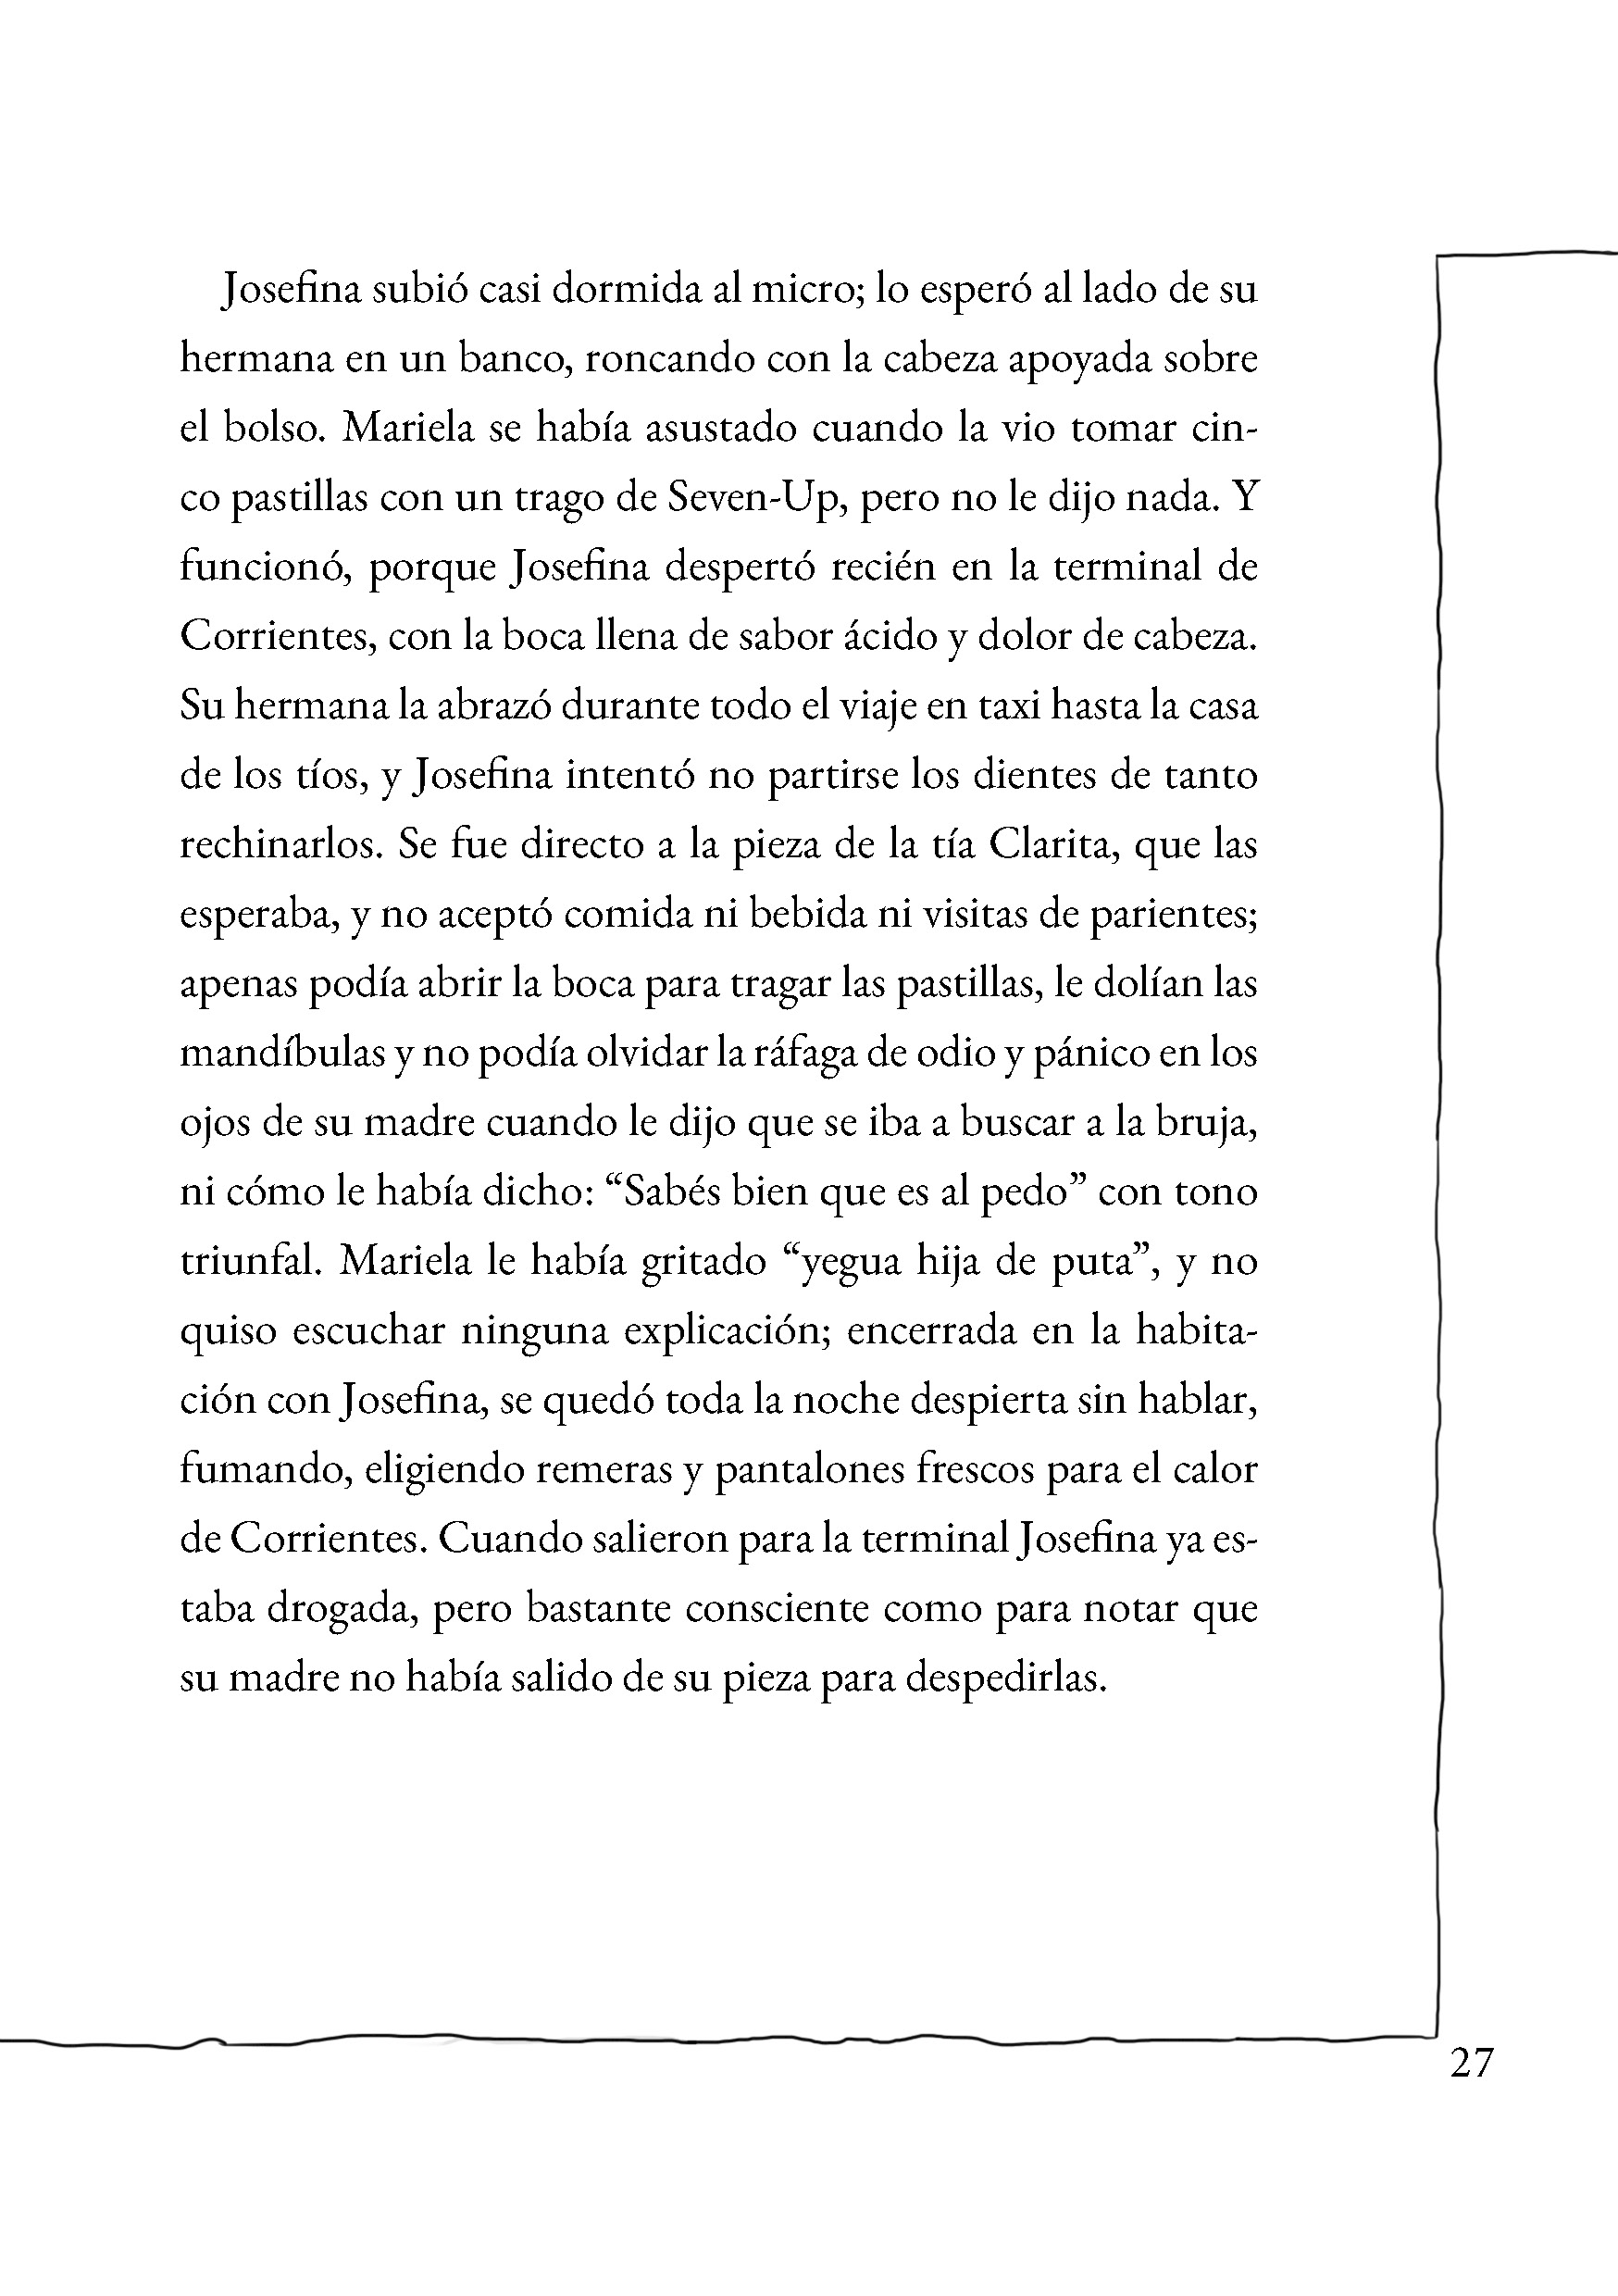 Josefina subió casi dormida al micro; lo esperó al lado de su
hermana en un banco, roncando con la cabeza apoyada sobre
el bolso. Mariela se había asustado cuando la vio tomar cin-
co pastillas con un trago de Seven-Up, pero no le dijo nada. Y
funcionó, porque Josefina despertó recién en la terminal de
Corrientes, con la boca llena de sabor ácido y dolor de cabeza.
Su hermana la abrazó durante todo el viaje en taxi hasta la casa
de los tíos, y Josefina intentó no partirse los dientes de tanto
rechinarlos. Se fue directo a la pieza de la tía Clarita, que las
esperaba, y no aceptó comida ni bebida ni visitas de parientes;
apenas podía abrir la boca para tragar las pastillas, le dolían las
mandíbulas y no podía olvidar la ráfaga de odio y pánico en los
ojos de su madre cuando le dijo que se iba a buscar a la bruja,
ni cómo le había dicho: “Sabés bien que es al pedo” con tono
triunfal. Mariela le había gritado “yegua hija de puta”, y no
quiso escuchar ninguna explicación; encerrada en la habita-
ción con Josefina, se quedó toda la noche despierta sin hablar,
fumando, eligiendo remeras y pantalones frescos para el calor
de Corrientes. Cuando salieron para la terminal Josefina ya es-
taba drogada, pero bastante consciente como para notar que
su madre no había salido de su pieza para despedirlas.
27